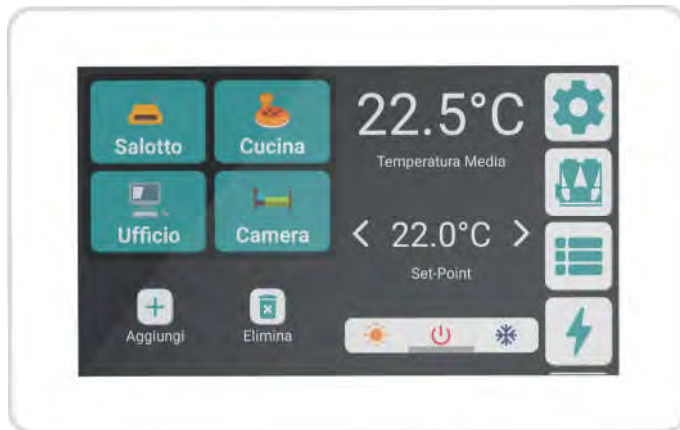 Salotto
Cucina
Ufficio
Camera
Aggiungi
Elimina
22.5°C
Temperatura Media
22.0°C
Set-Point